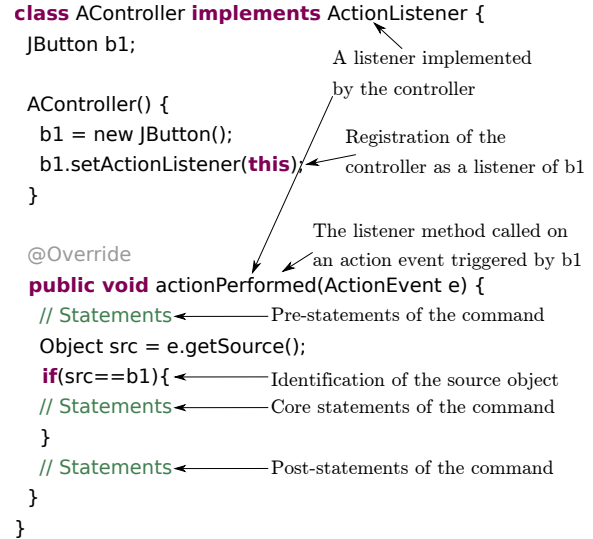 class AController implements ActionListener {
JButton b1;
A listener implemented
by the controller
AController() {
b1 = new JButton();
b1.setActionListener(this);
Registration of the
controller as a listener of b1
}
The listener method called on
an action event triggered by b1
@Override
public void actionPerformed(ActionEvent e) {
// Statements
Pre-statements of the command
Object src = e.getSource();
if(src==b1){
Identification of the source object
// Statements
Core statements of the command
}
// Statements
Post-statements of the command
}
}